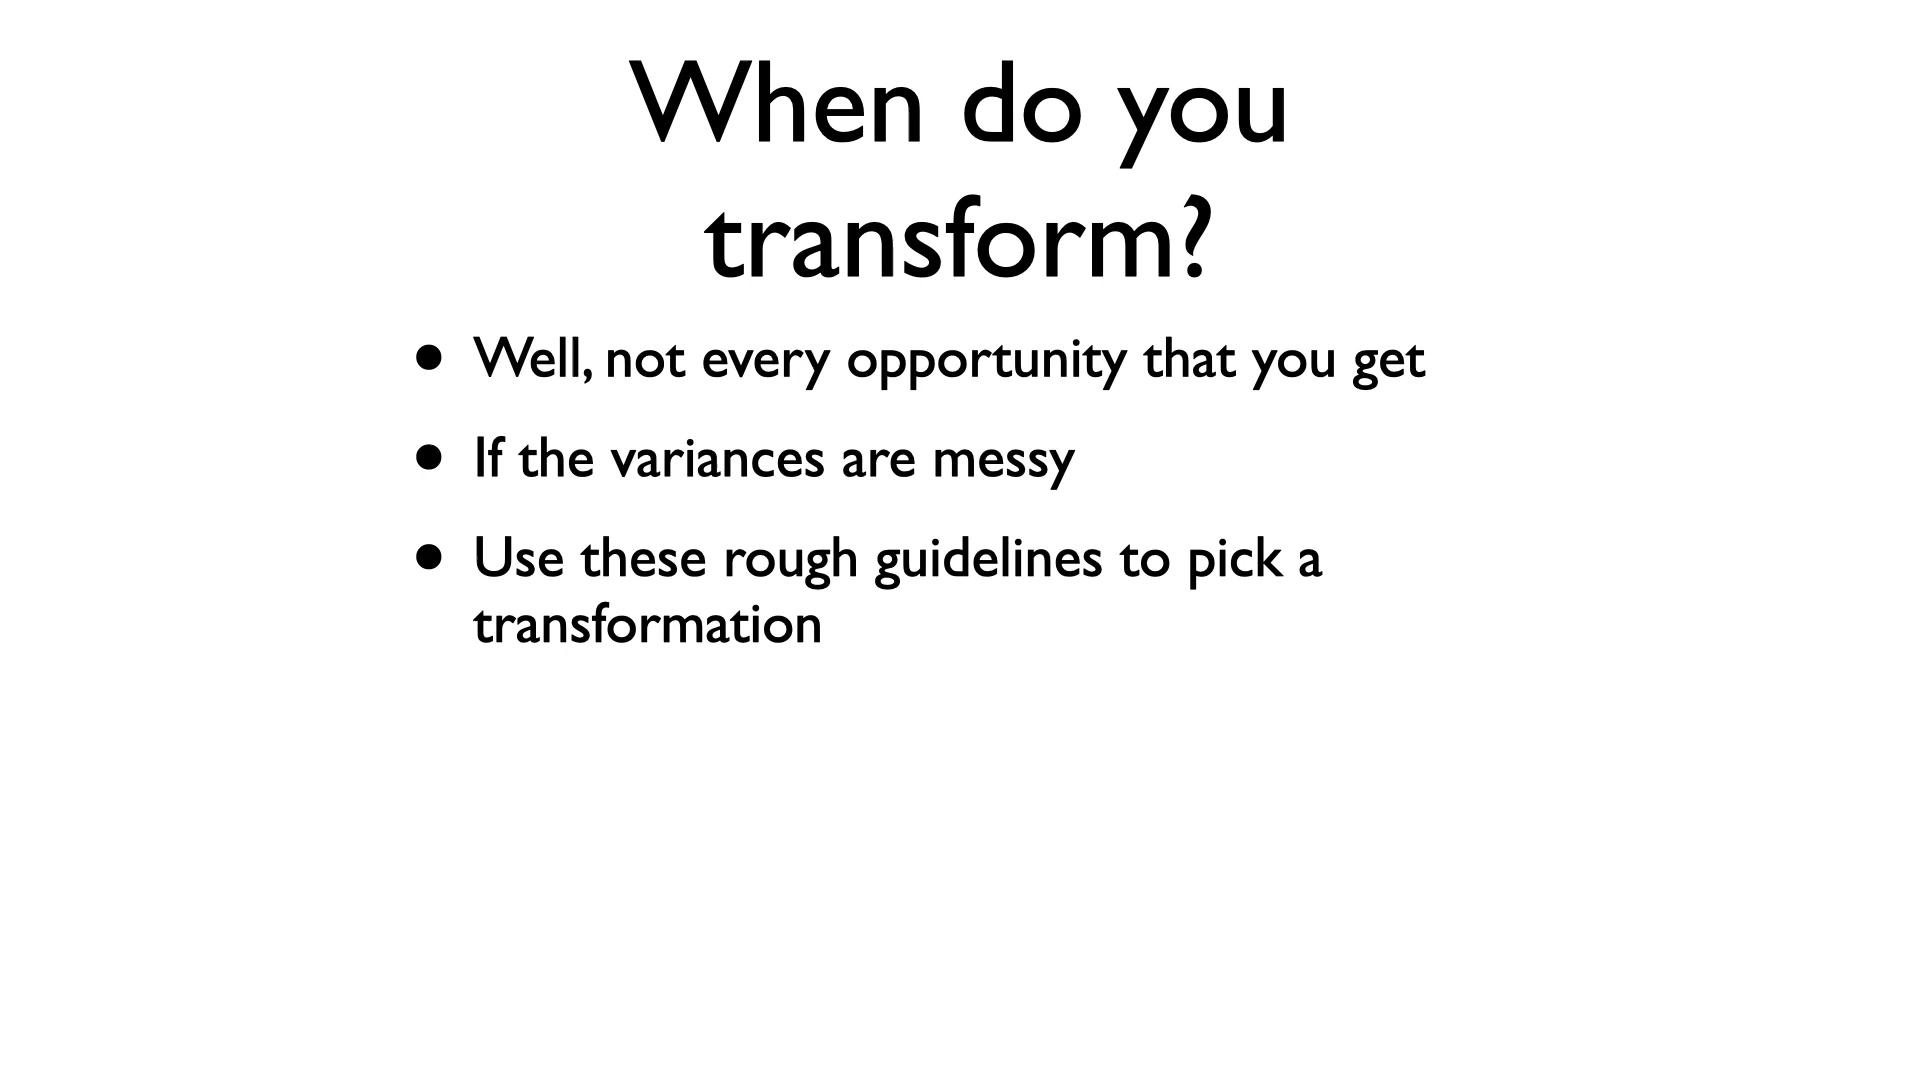 When do you
transform?
• Well, not every opportunity that you get
• If the variances are messy
• Use these rough guidelines to pick a
transformation